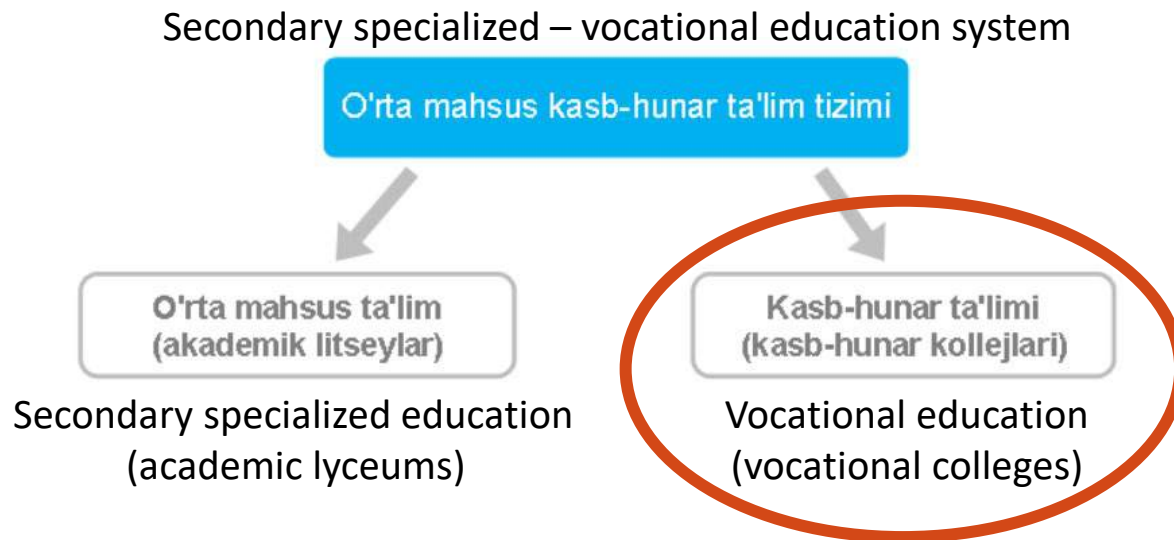 Secondary specialized – vocational education system
O'rta mahsus kasb-hunar ta'lim tizimi
O'rta mahsus ta'lim
(akademik litseylar)
Kasb-hunar ta'limi
(kasb-hunar kollejlari)
Secondary specialized education
(academic lyceums)
Vocational education
(vocational colleges)